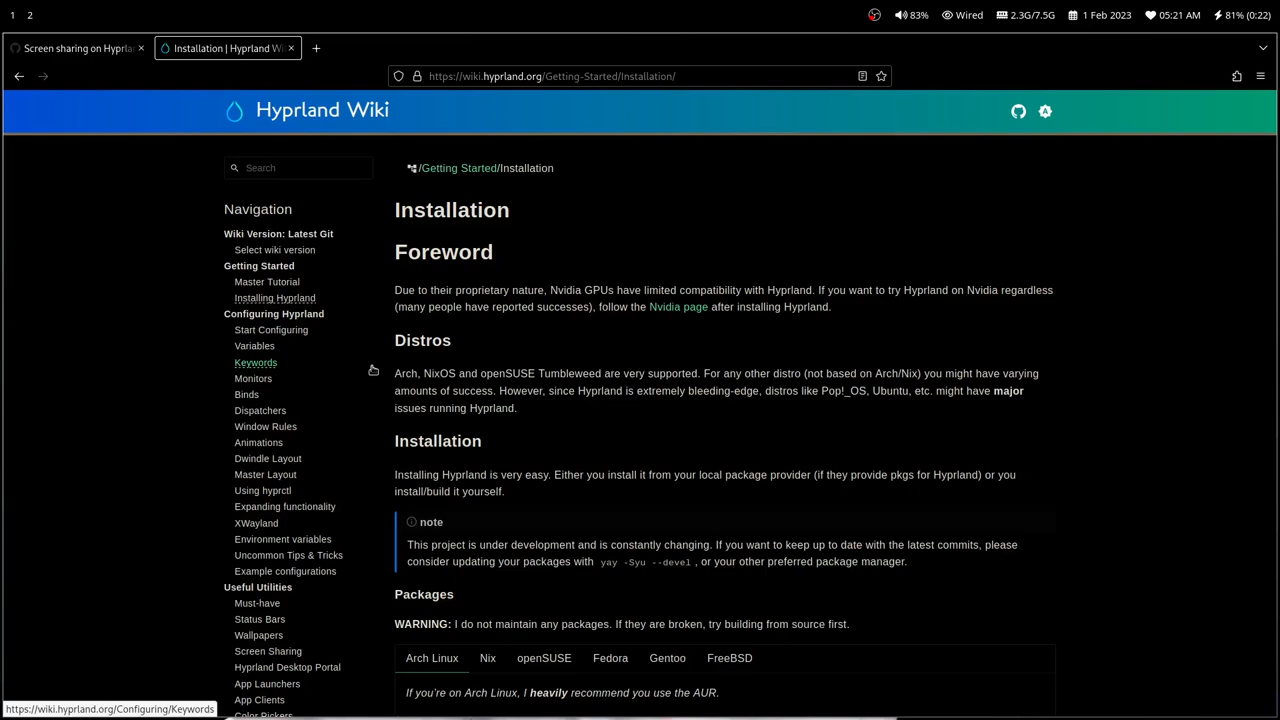 1 2
83% Wired 2.3G/7.5G 1 Feb 2023 05:21 AM 81% (0:22)
Screen sharing on Hyprla
Installation | Hyprland Wi
https://wiki.hyprland.org/Getting-Started/Installation/
Hyprland Wiki
Search
/Getting Started/Installation
Navigation
Wiki Version: Latest Git
Select wiki version
Getting Started
Master Tutorial
Installing Hyprland
Configuring Hyprland
Start Configuring
Variables
Keywords
Monitors
Binds
Dispatchers
Window Rules
Animations
Dwindle Layout
Master Layout
Using hyprctl
Expanding functionality
XWayland
Environment variables
Uncommon Tips & Tricks
Example configurations
Useful Utilities
Must-have
Status Bars
Wallpapers
Screen Sharing
Hyprland Desktop Portal
App Launchers
App Clients
Color Pickers
Installation
Foreword
Due to their proprietary nature, Nvidia GPUs have limited compatibility with Hyprland. If you want to try Hyprland on Nvidia regardless
(many people have reported successes), follow the Nvidia page after installing Hyprland.
Distros
Arch, NixOS and openSUSE Tumbleweed are very supported. For any other distro (not based on Arch/Nix) you might have varying
amounts of success. However, since Hyprland is extremely bleeding-edge, distros like Pop!_OS, Ubuntu, etc. might have major
issues running Hyprland.
Installation
Installing Hyprland is very easy. Either you install it from your local package provider (if they provide pkgs for Hyprland) or you
install/build it yourself.
note
This project is under development and is constantly changing. If you want to keep up to date with the latest commits, please
consider updating your packages with yay -Syu --devel , or your other preferred package manager.
Packages
WARNING: I do not maintain any packages. If they are broken, try building from source first.
Arch Linux Nix openSUSE Fedora Gentoo FreeBSD
If you're on Arch Linux, I heavily recommend you use the AUR.
https://wiki.hyprland.org/Configuring/Keywords